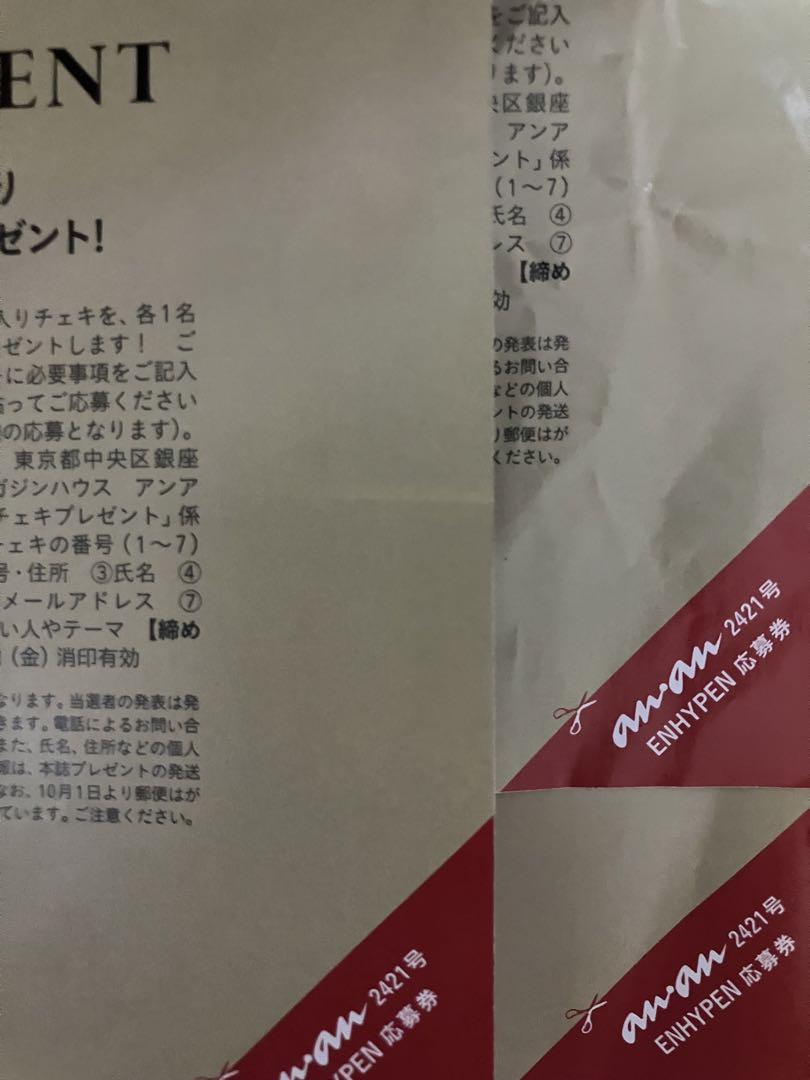 ENT
り
ゼント!
入りチェキを、各1名
ゼントします！　ご
に必要事項をご記入
ってご応募ください
の応募となります)。
東京都中央区銀座
ガジンハウス　アンア
チェキプレゼント」係
チェキの番号(1〜7)
号・住所　③氏名　④
メールアドレス　⑦
い人やテーマ　【締め
(金)消印有効
なります。当選者の発表は発
きます。電話によるお問い合
また、氏名、住所などの個人
報は、本誌プレゼントの発送
なお、10月1日より郵便はが
ています。ご注意ください。
an·an 2421号
YPEN 応募券
をご記入
ください
ます)。
区銀座
アンア
ント」係
(1〜7)
氏名　④
レス　⑦
【締め
効
の発表は発
るお問い合
などの個人
ントの発送
り郵便はが
ください。
an·an 2421号
ENHYPEN 応募券
an·an 2421号
ENHYPEN 応募券